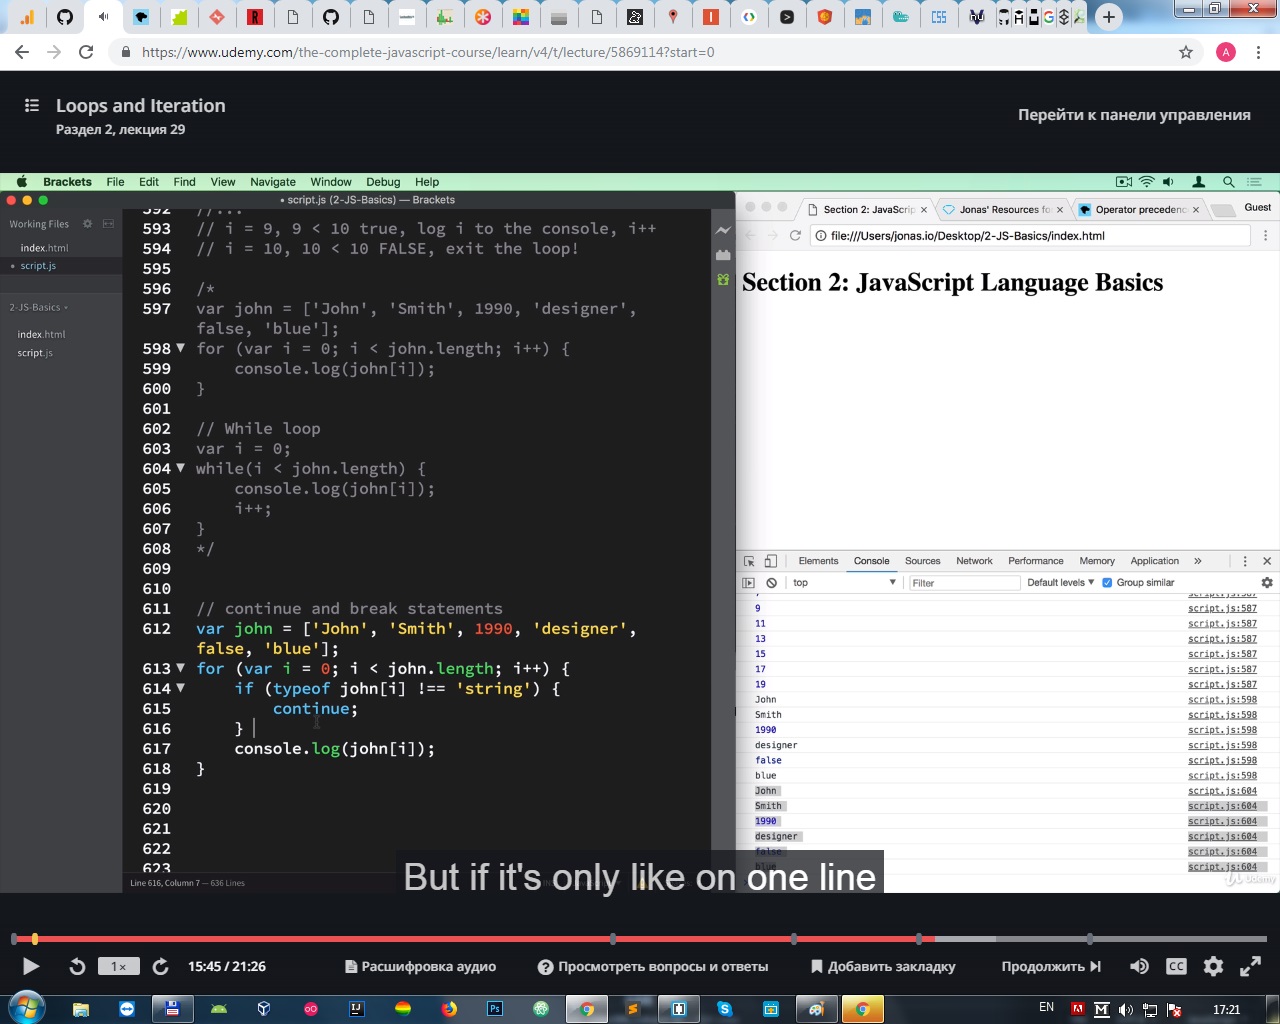 https://www.udemy.com/the-complete-javascript-course/learn/v4/t/lecture/5869114?start=0
A
Loops and Iteration
Раздел 2, лекция 29
Перейти к панели управления
Brackets File Edit Find View Navigate Window Debug Help
• script.js (2-JS-Basics) — Brackets
Working Files
index.html
• script.js
2-JS-Basics
index.html
script.js
592 //...
593 // i = 9, 9 < 10 true, log i to the console, i++
594 // i = 10, 10 < 10 FALSE, exit the loop!
595
596 /*
597 var john = ['John', 'Smith', 1990, 'designer',
false, 'blue'];
598 for (var i = 0; i < john.length; i++) {
599 console.log(john[i]);
600 }
601
602 // While loop
603 var i = 0;
604 while(i < john.length) {
605 console.log(john[i]);
606 i++;
607 }
608 */
609
610
611 // continue and break statements
612 var john = ['John', 'Smith', 1990, 'designer',
false, 'blue'];
613 for (var i = 0; i < john.length; i++) {
614 if (typeof john[i] !== 'string') {
615 continue;
616 }
617 console.log(john[i]);
618 }
619
620
621
622
623
Line 616, Column 7 — 636 Lines
Section 2: JavaScrip
Jonas' Resources fo
Operator precedenc
Guest
file:///Users/jonas.io/Desktop/2-JS-Basics/index.html
Section 2: JavaScript Language Basics
Elements Console Sources Network Performance Memory Application »
top Filter Default levels Group similar
7 script.js:587
9 script.js:587
11 script.js:587
13 script.js:587
15 script.js:587
17 script.js:587
19 script.js:587
John script.js:598
Smith script.js:598
1990 script.js:598
designer script.js:598
false script.js:598
blue script.js:598
John script.js:604
Smith script.js:604
1990 script.js:604
designer script.js:604
false script.js:604
blue script.js:604
Udemy
But if it's only like on one line
1x 15:45 / 21:26 Расшифровка аудио Просмотреть вопросы и ответы Добавить закладку Продолжить CC
EN 17:21